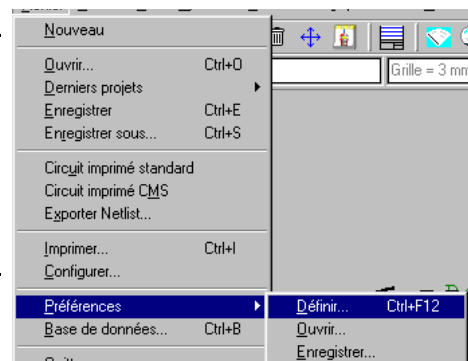 Nouveau
Ouvrir... Ctrl+O
Derniers projets
Enregistrer Ctrl+E
Enregistrer sous... Ctrl+S
Circuit imprimé standard
Circuit imprimé CMS
Exporter Netlist...
Imprimer... Ctrl+I
Configurer...
Préférences
Base de données... Ctrl+B
Grille = 3 mm
Définir... Ctrl+F12
Ouvrir...
Enregistrer...